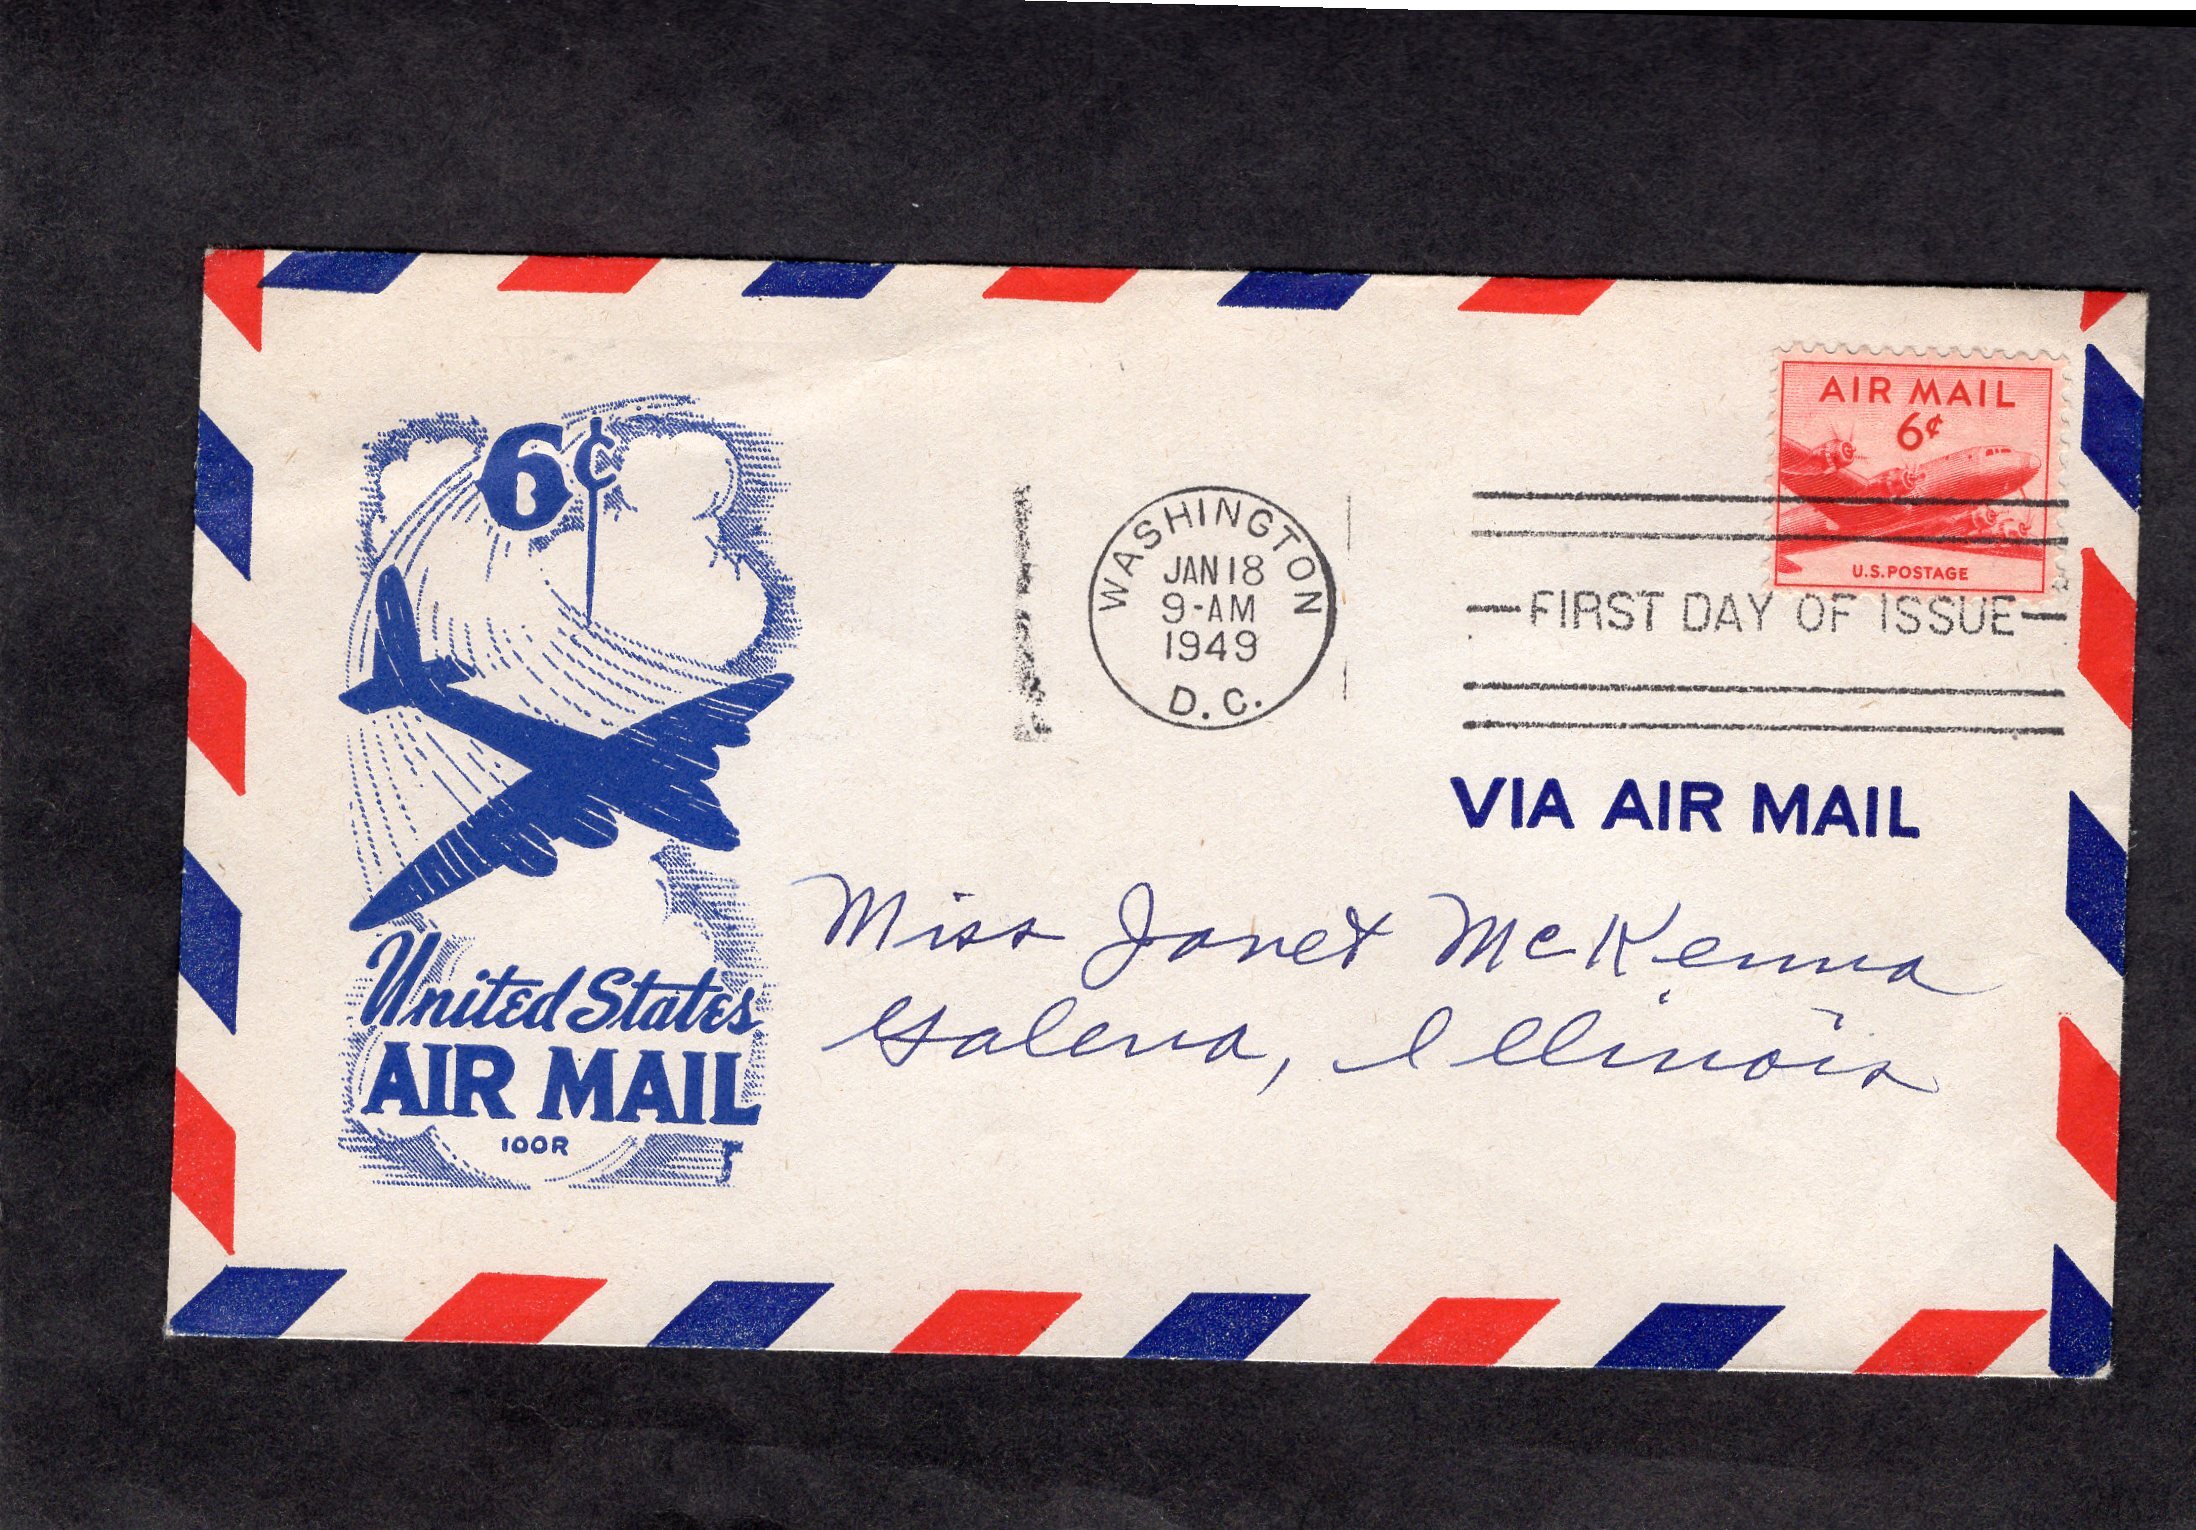 6¢
United States
AIR MAIL
100R
WASHINGTON
JAN 18
9-AM
1949
D.C.
AIR MAIL
6¢
U.S. POSTAGE
FIRST DAY OF ISSUE
VIA AIR MAIL
Miss Janet McKenna
Galena, Illinois